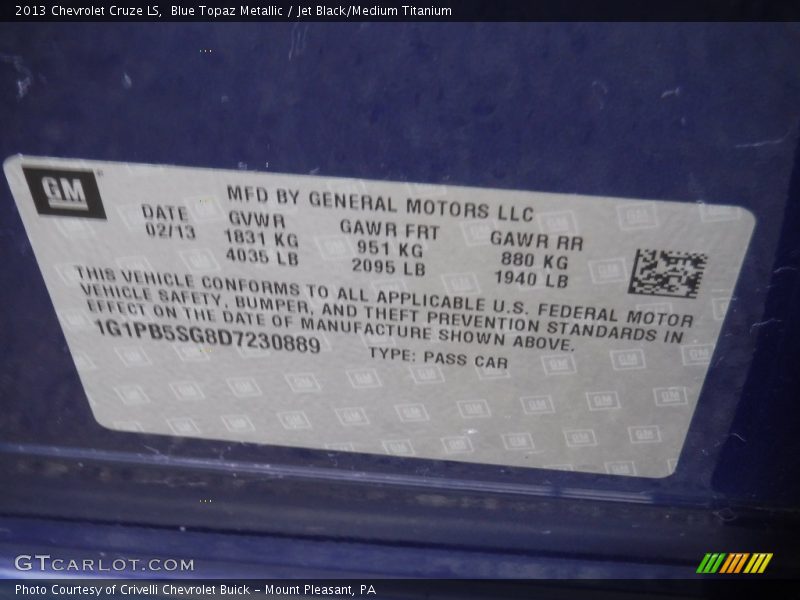 2013 Chevrolet Cruze LS,  Blue Topaz Metallic / Jet Black/Medium Titanium
GM
MFD BY GENERAL MOTORS LLC
DATE GVWR GAWR FRT GAWR RR
02/13 1831 KG 951 KG 880 KG
4035 LB 2095 LB 1940 LB
THIS VEHICLE CONFORMS TO ALL APPLICABLE U.S. FEDERAL MOTOR
VEHICLE SAFETY, BUMPER, AND THEFT PREVENTION STANDARDS IN
EFFECT ON THE DATE OF MANUFACTURE SHOWN ABOVE.
1G1PB5SG8D7230889 TYPE: PASS CAR
GTCARLOT.COM
Photo Courtesy of Crivelli Chevrolet Buick - Mount Pleasant, PA